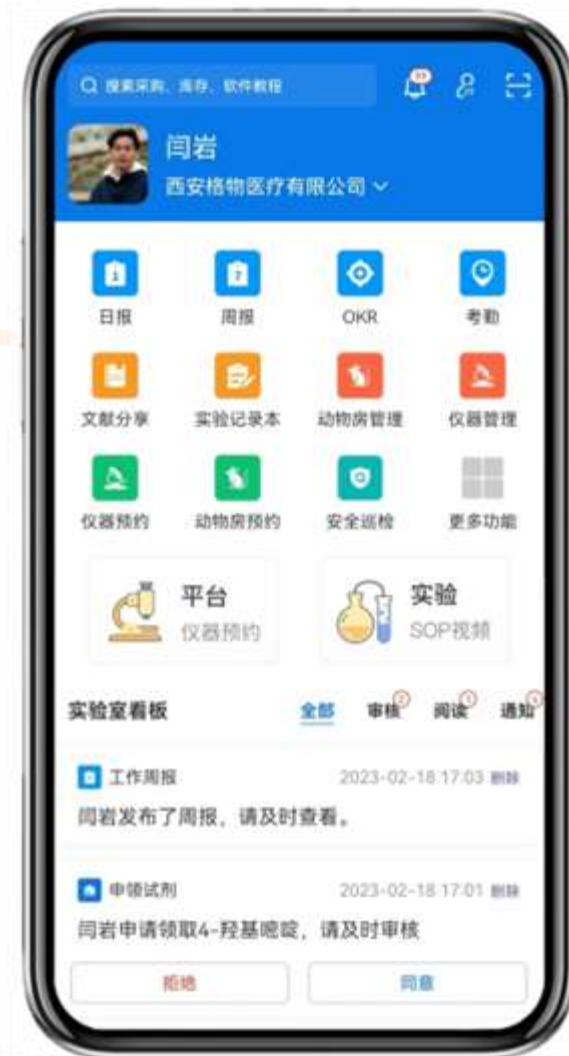 搜索采购、库存、软件教程
闫岩
西安格物医疗有限公司
日报 周报 OKR 考勤
文献分享 实验记录本 动物房管理 仪器管理
仪器预约 动物房预约 安全巡检 更多功能
平台 实验
仪器预约 SOP视频
实验室看板 全部 审核 阅读 通知
工作周报 2023-02-18 17:03 删除
闫岩发布了周报，请及时查看。
申领试剂 2023-02-18 17:01 删除
闫岩申请领取4-羟基嘧啶，请及时审核
拒绝 同意